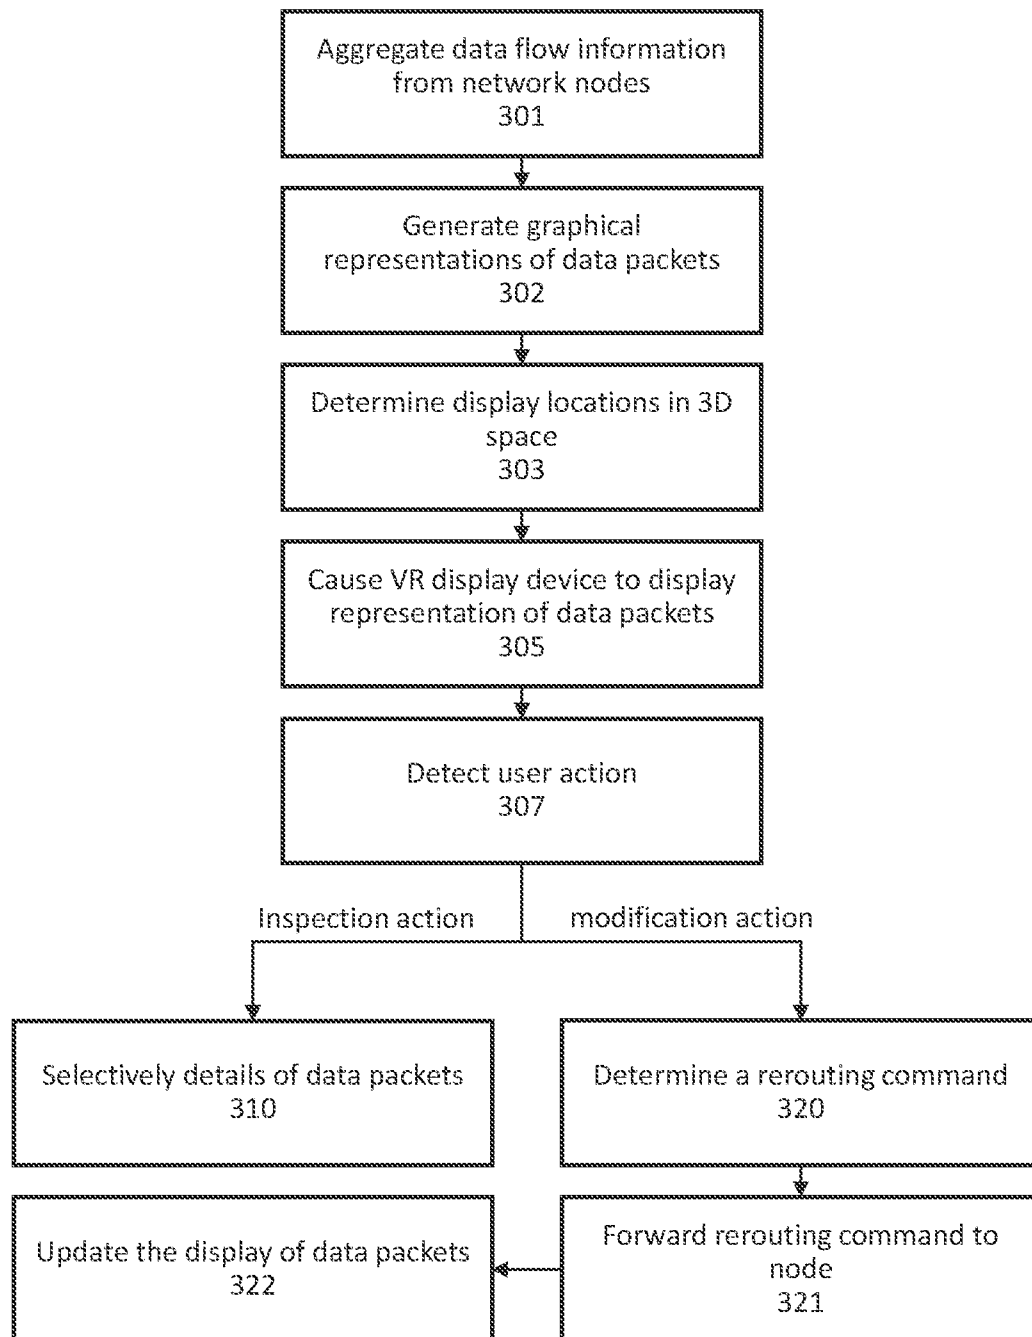 Aggregate data flow information
from network nodes
301
Generate graphical
representations of data packets
302
Determine display locations in 3D
space
303
Cause VR display device to display
representation of data packets
305
Detect user action
307
Inspection action
modification action
Selectively details of data packets
310
Determine a rerouting command
320
Update the display of data packets
322
Forward rerouting command to
node
321